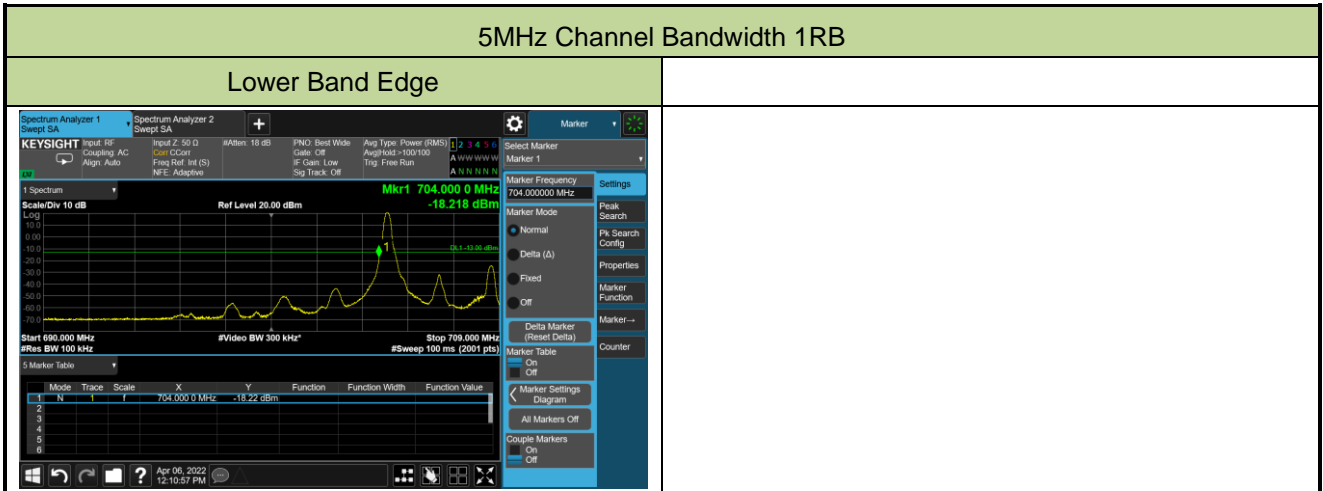 5MHz Channel Bandwidth 1RB
Lower Band Edge
Spectrum Analyzer 1
Swept SA
Spectrum Analyzer 2
Swept SA
+
Marker
KEYSIGHT
Input: RF
Coupling: AC
Align: Auto
Input Z: 50 Ω
Corr CCorr
Freq Ref: Int (S)
NFE: Adaptive
#Atten: 18 dB
PNO: Best Wide
Gate: Off
IF Gain: Low
Sig Track: Off
Avg Type: Power (RMS)
Avg|Hold:>100/100
Trig: Free Run
1 2 3 4 5 6
A W W W W W
A N N N N N
Select Marker
Marker 1
1 Spectrum
Mkr1 704.000 0 MHz
Scale/Div 10 dB
Ref Level 20.00 dBm
-18.218 dBm
Log
10.0
0.00
-10.0
-20.0
-30.0
-40.0
-50.0
-60.0
-70.0
1
DL1 -13.00 dBm
Start 690.000 MHz
#Video BW 300 kHz*
Stop 709.000 MHz
#Res BW 100 kHz
#Sweep 100 ms (2001 pts)
5 Marker Table
Mode Trace Scale X Y Function Function Width Function Value
1 N 1 f 704.000 0 MHz -18.22 dBm
2
3
4
5
6
Marker Frequency
704.000000 MHz
Marker Mode
Normal
Delta (Δ)
Fixed
Off
Delta Marker
(Reset Delta)
Marker Table
On
Off
Marker Settings
Diagram
All Markers Off
Couple Markers
On
Off
Settings
Peak
Search
Pk Search
Config
Properties
Marker
Function
Marker→
Counter
?
Apr 06, 2022
12:10:57 PM